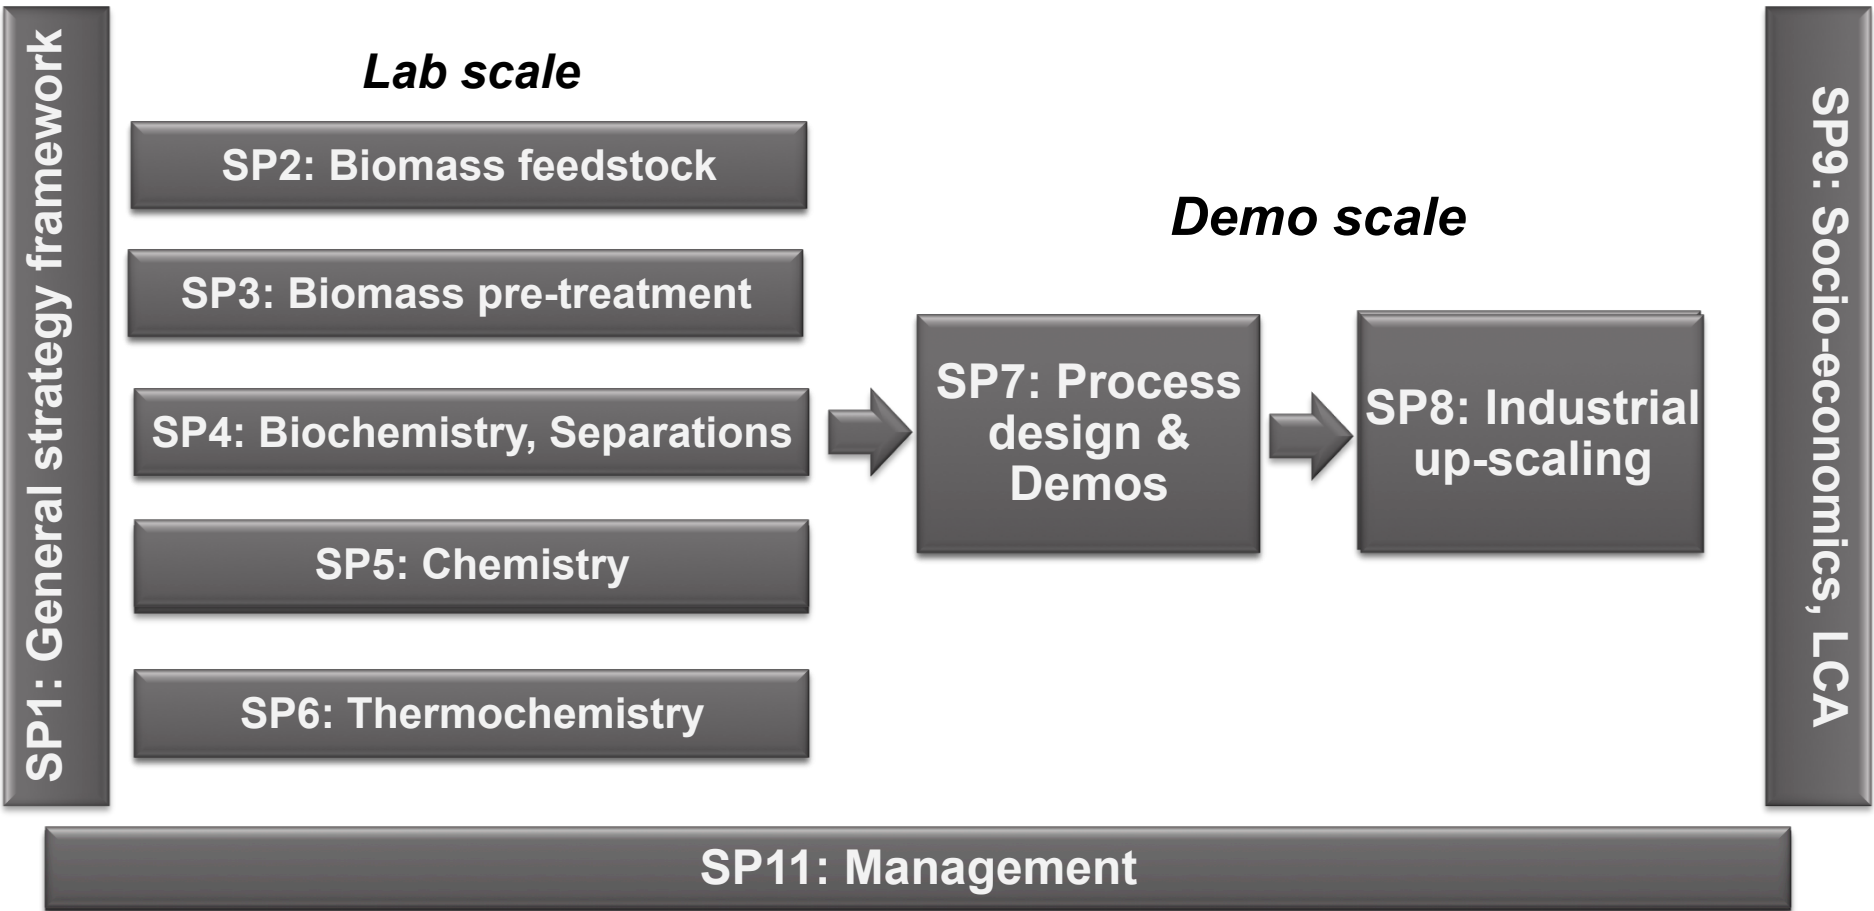 SP1: General strategy framework
Lab scale
SP2: Biomass feedstock
SP3: Biomass pre-treatment
SP4: Biochemistry, Separations
SP5: Chemistry
SP6: Thermochemistry
Demo scale
SP7: Process
design &
Demos
SP8: Industrial
up-scaling
SP9: Socio-economics, LCA
SP11: Management